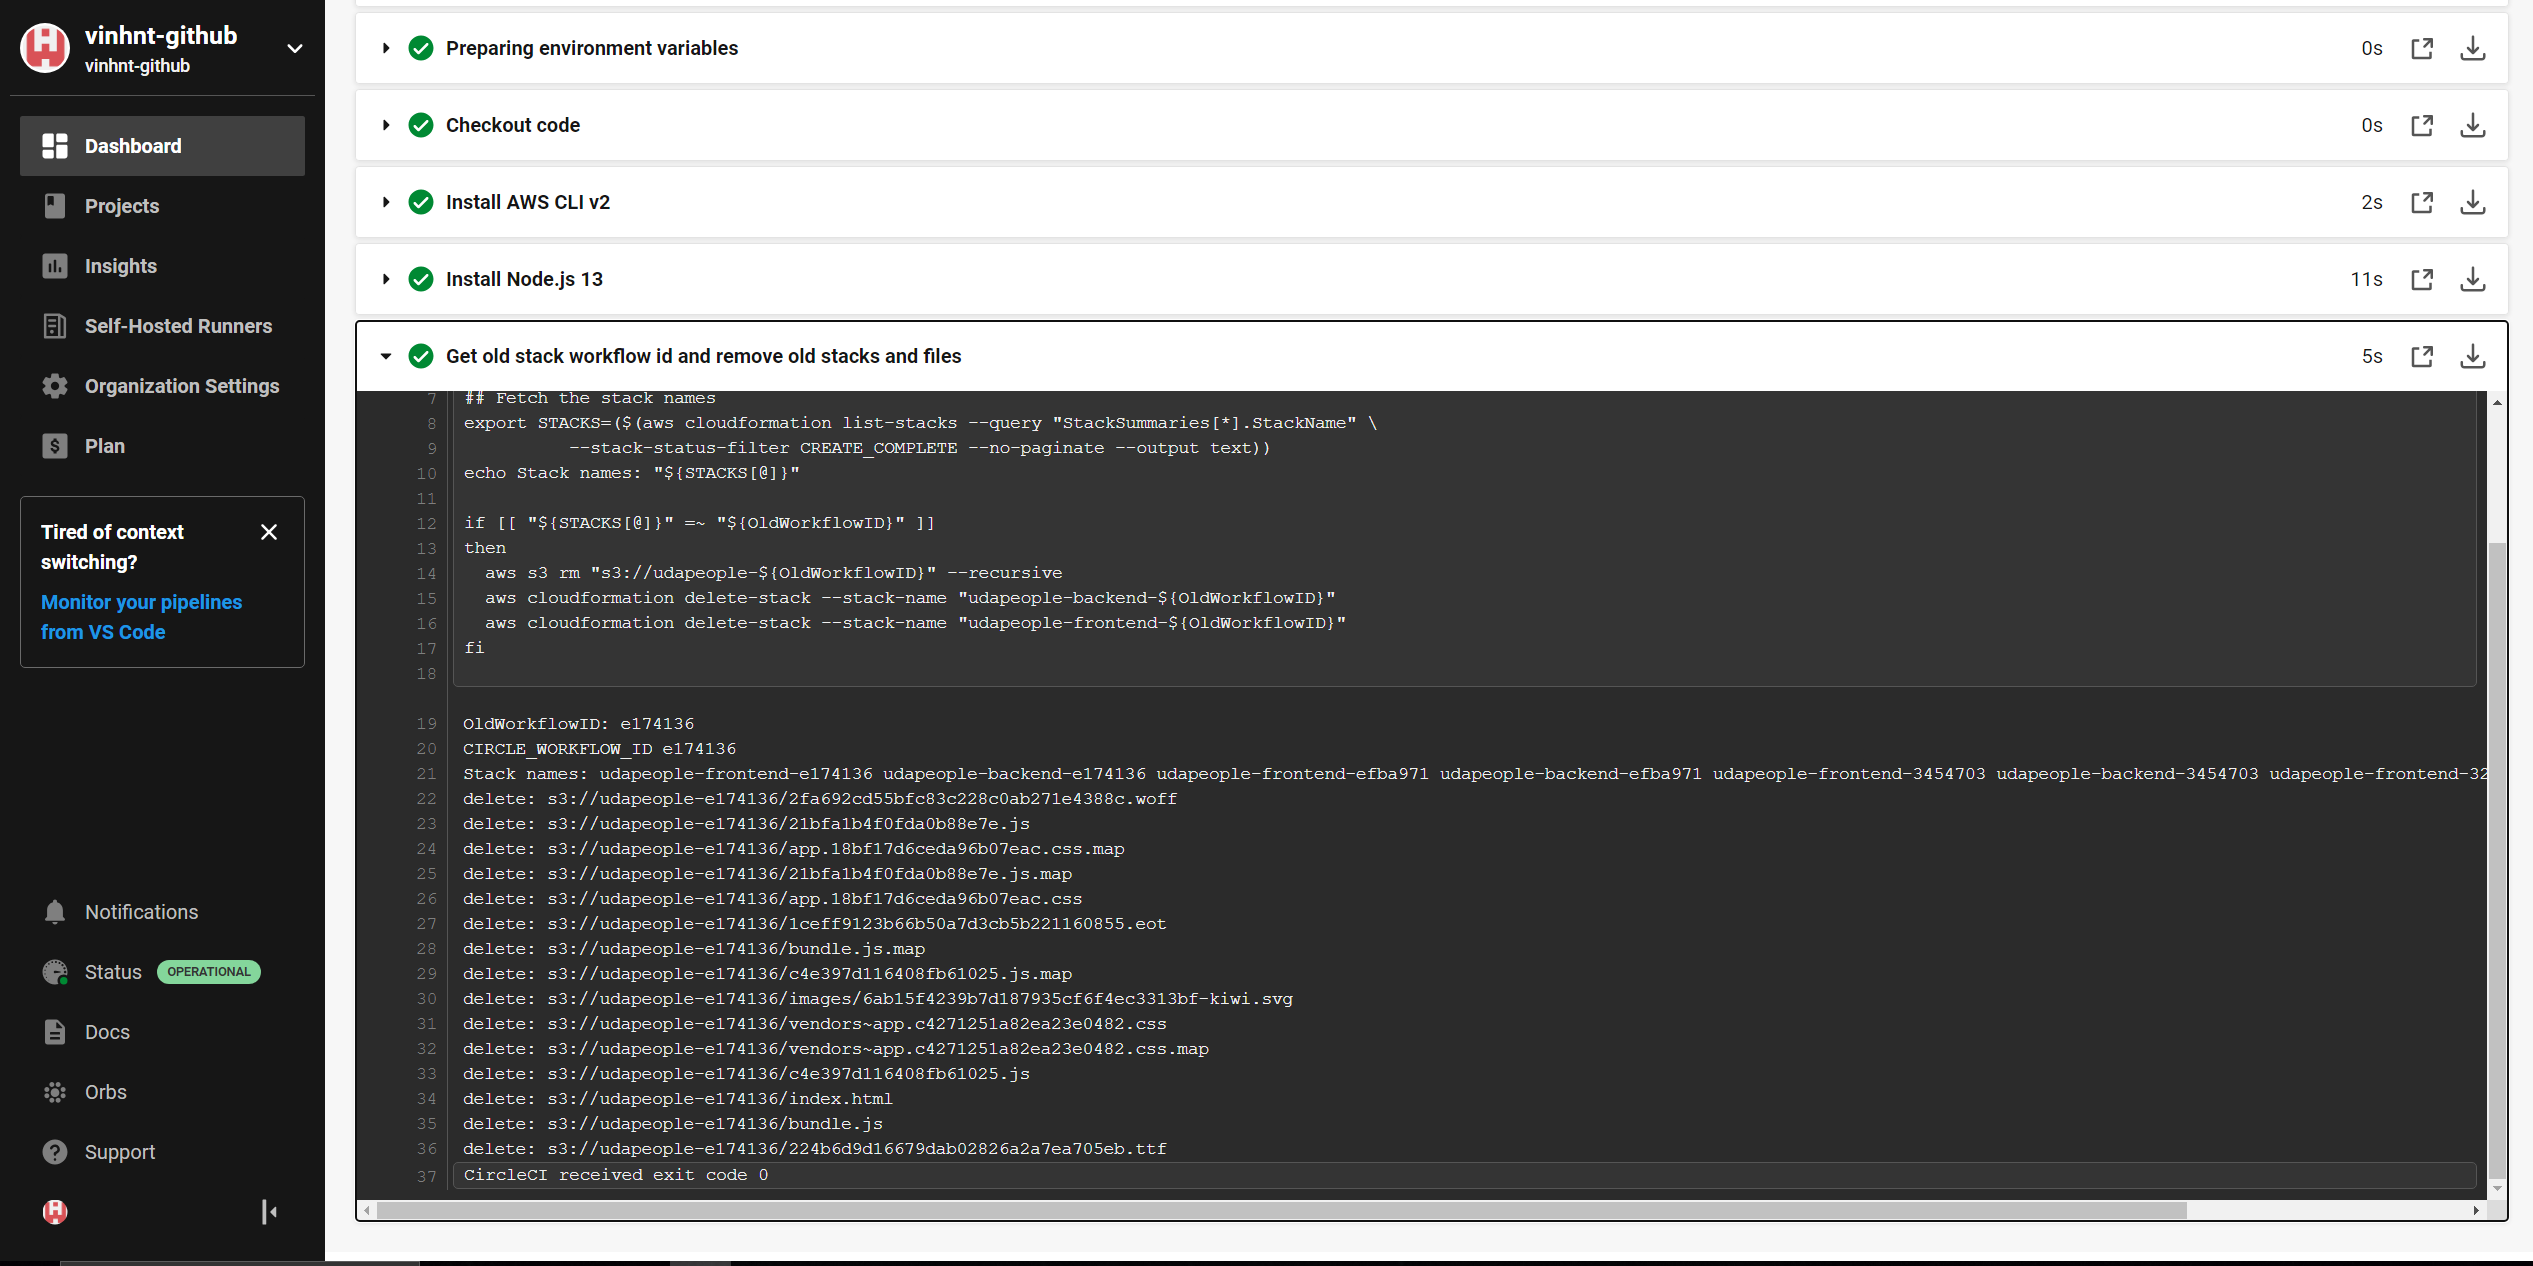 vinhnt-github
vinhnt-github
Dashboard
Projects
Insights
Self-Hosted Runners
Organization Settings
Plan
Tired of context
switching?
Monitor your pipelines
from VS Code
Notifications
Status OPERATIONAL
Docs
Orbs
Support
Preparing environment variables 0s
Checkout code 0s
Install AWS CLI v2 2s
Install Node.js 13 11s
Get old stack workflow id and remove old stacks and files 5s
7 ## Fetch the stack names
8 export STACKS=($(aws cloudformation list-stacks --query "StackSummaries[*].StackName" \
9 --stack-status-filter CREATE_COMPLETE --no-paginate --output text))
10 echo Stack names: "${STACKS[@]}"
11
12 if [[ "${STACKS[@]}" =~ "${OldWorkflowID}" ]]
13 then
14 aws s3 rm "s3://udapeople-${OldWorkflowID}" --recursive
15 aws cloudformation delete-stack --stack-name "udapeople-backend-${OldWorkflowID}"
16 aws cloudformation delete-stack --stack-name "udapeople-frontend-${OldWorkflowID}"
17 fi
18
19 OldWorkflowID: e174136
20 CIRCLE_WORKFLOW_ID e174136
21 Stack names: udapeople-frontend-e174136 udapeople-backend-e174136 udapeople-frontend-efba971 udapeople-backend-efba971 udapeople-frontend-3454703 udapeople-backend-3454703 udapeople-frontend-32
22 delete: s3://udapeople-e174136/2fa692cd55bfc83c228c0ab271e4388c.woff
23 delete: s3://udapeople-e174136/21bfa1b4f0fda0b88e7e.js
24 delete: s3://udapeople-e174136/app.18bf17d6ceda96b07eac.css.map
25 delete: s3://udapeople-e174136/21bfa1b4f0fda0b88e7e.js.map
26 delete: s3://udapeople-e174136/app.18bf17d6ceda96b07eac.css
27 delete: s3://udapeople-e174136/1ceff9123b66b50a7d3cb5b221160855.eot
28 delete: s3://udapeople-e174136/bundle.js.map
29 delete: s3://udapeople-e174136/c4e397d116408fb61025.js.map
30 delete: s3://udapeople-e174136/images/6ab15f4239b7d187935cf6f4ec3313bf-kiwi.svg
31 delete: s3://udapeople-e174136/vendors~app.c4271251a82ea23e0482.css
32 delete: s3://udapeople-e174136/vendors~app.c4271251a82ea23e0482.css.map
33 delete: s3://udapeople-e174136/c4e397d116408fb61025.js
34 delete: s3://udapeople-e174136/index.html
35 delete: s3://udapeople-e174136/bundle.js
36 delete: s3://udapeople-e174136/224b6d9d16679dab02826a2a7ea705eb.ttf
37 CircleCI received exit code 0